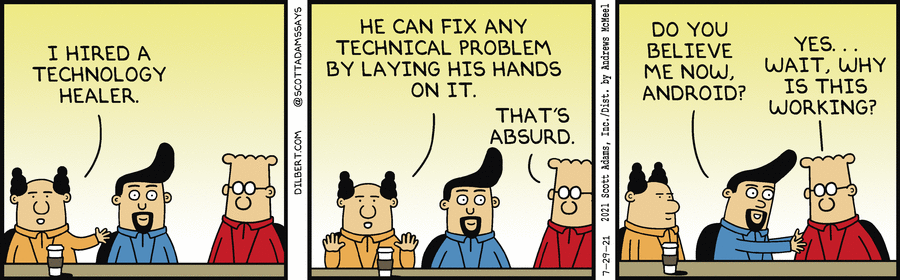 I HIRED A
TECHNOLOGY
HEALER.
DILBERT.COM @SCOTTADAMSSAYS
HE CAN FIX ANY
TECHNICAL PROBLEM
BY LAYING HIS HANDS
ON IT.
THAT'S
ABSURD.
7-29-21 2021 Scott Adams, Inc./Dist. by Andrews McMeel
DO YOU
BELIEVE
ME NOW,
ANDROID?
YES. . .
WAIT, WHY
IS THIS
WORKING?